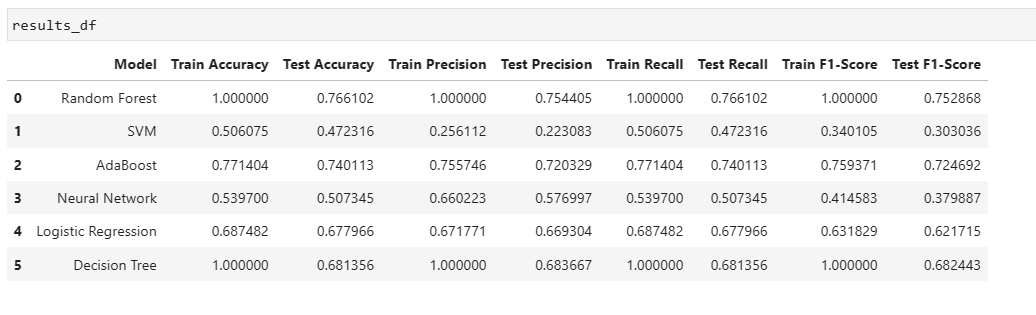 results_df
Model Train Accuracy Test Accuracy Train Precision Test Precision Train Recall Test Recall Train F1-Score Test F1-Score
0 Random Forest 1.000000 0.766102 1.000000 0.754405 1.000000 0.766102 1.000000 0.752868
1 SVM 0.506075 0.472316 0.256112 0.223083 0.506075 0.472316 0.340105 0.303036
2 AdaBoost 0.771404 0.740113 0.755746 0.720329 0.771404 0.740113 0.759371 0.724692
3 Neural Network 0.539700 0.507345 0.660223 0.576997 0.539700 0.507345 0.414583 0.379887
4 Logistic Regression 0.687482 0.677966 0.671771 0.669304 0.687482 0.677966 0.631829 0.621715
5 Decision Tree 1.000000 0.681356 1.000000 0.683667 1.000000 0.681356 1.000000 0.682443